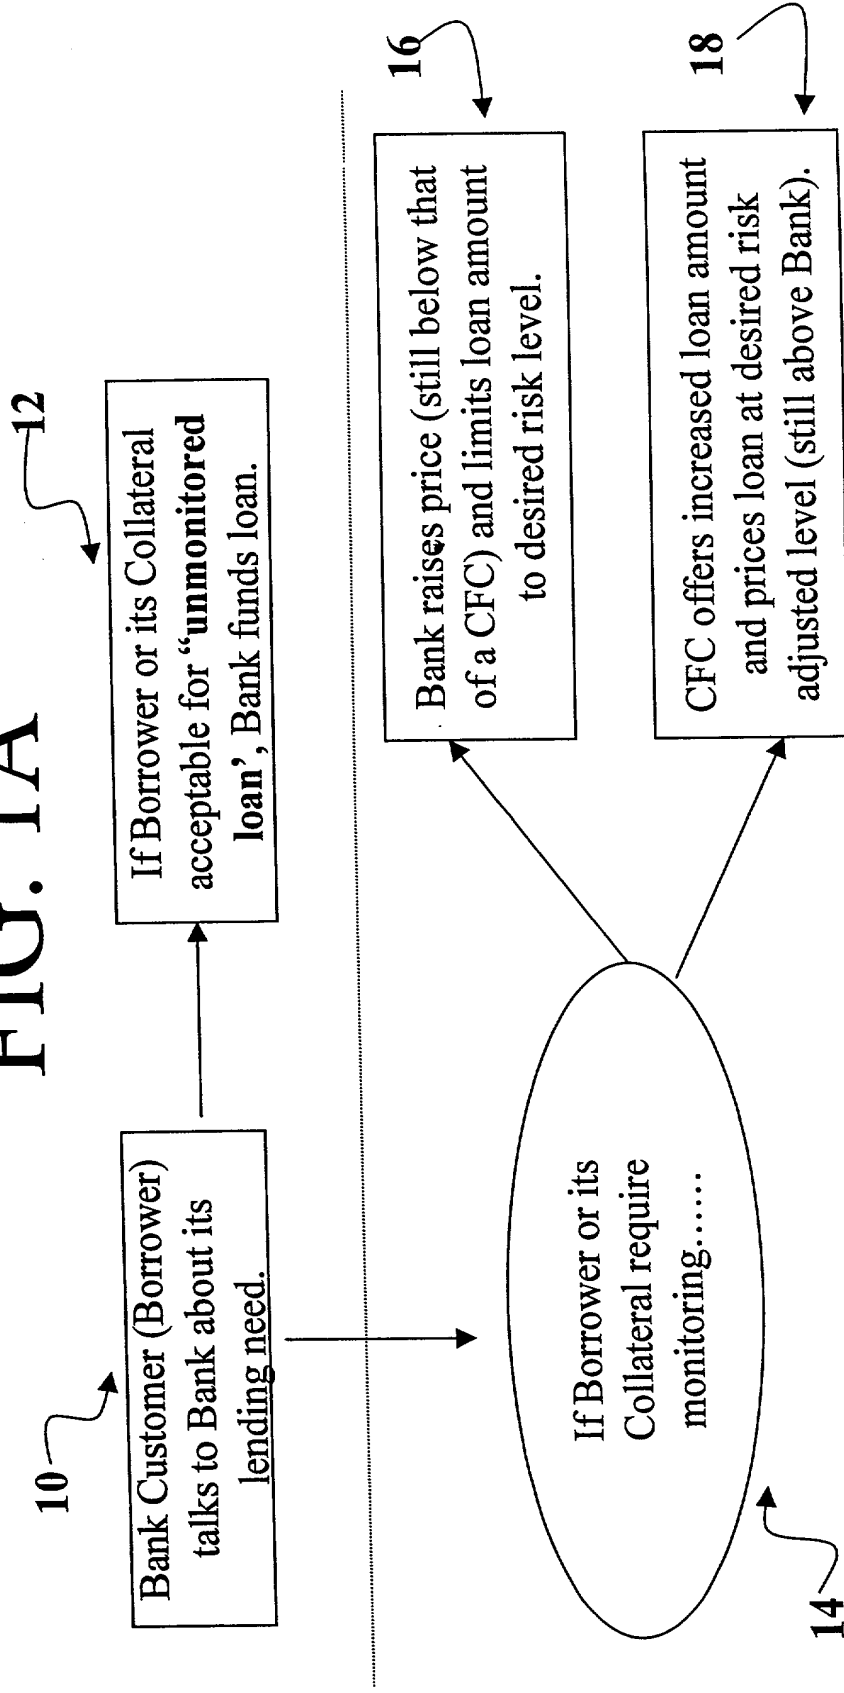 FIG. 1A
10
Bank Customer (Borrower)
talks to Bank about its
lending need.
12
If Borrower or its Collateral
acceptable for “unmonitored
loan’, Bank funds loan.
14
If Borrower or its
Collateral require
monitoring......
16
Bank raises price (still below that
of a CFC) and limits loan amount
to desired risk level.
18
CFC offers increased loan amount
and prices loan at desired risk
adjusted level (still above Bank).